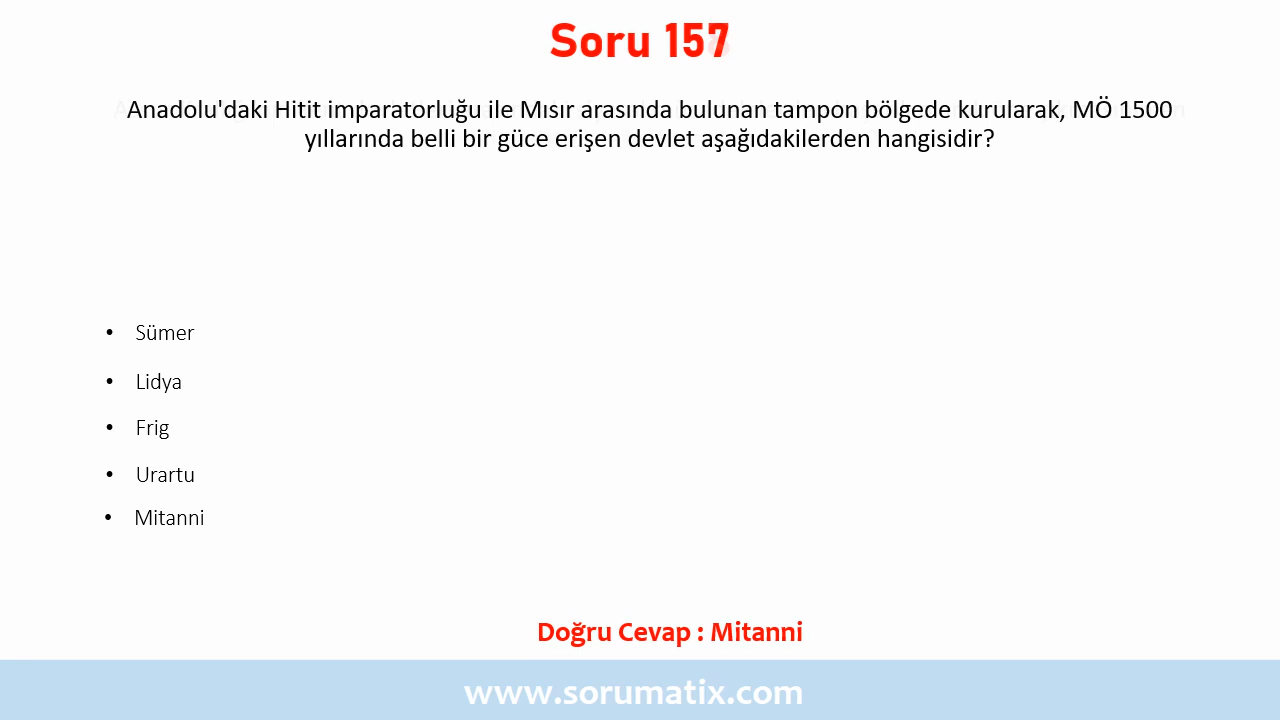 Soru 157
Anadolu'daki Hitit imparatorluğu ile Mısır arasında bulunan tampon bölgede kurularak, MÖ 1500
yıllarında belli bir güce erişen devlet aşağıdakilerden hangisidir?
• Sümer
• Lidya
• Frig
• Urartu
• Mitanni
Doğru Cevap : Mitanni
www.sorumatix.com